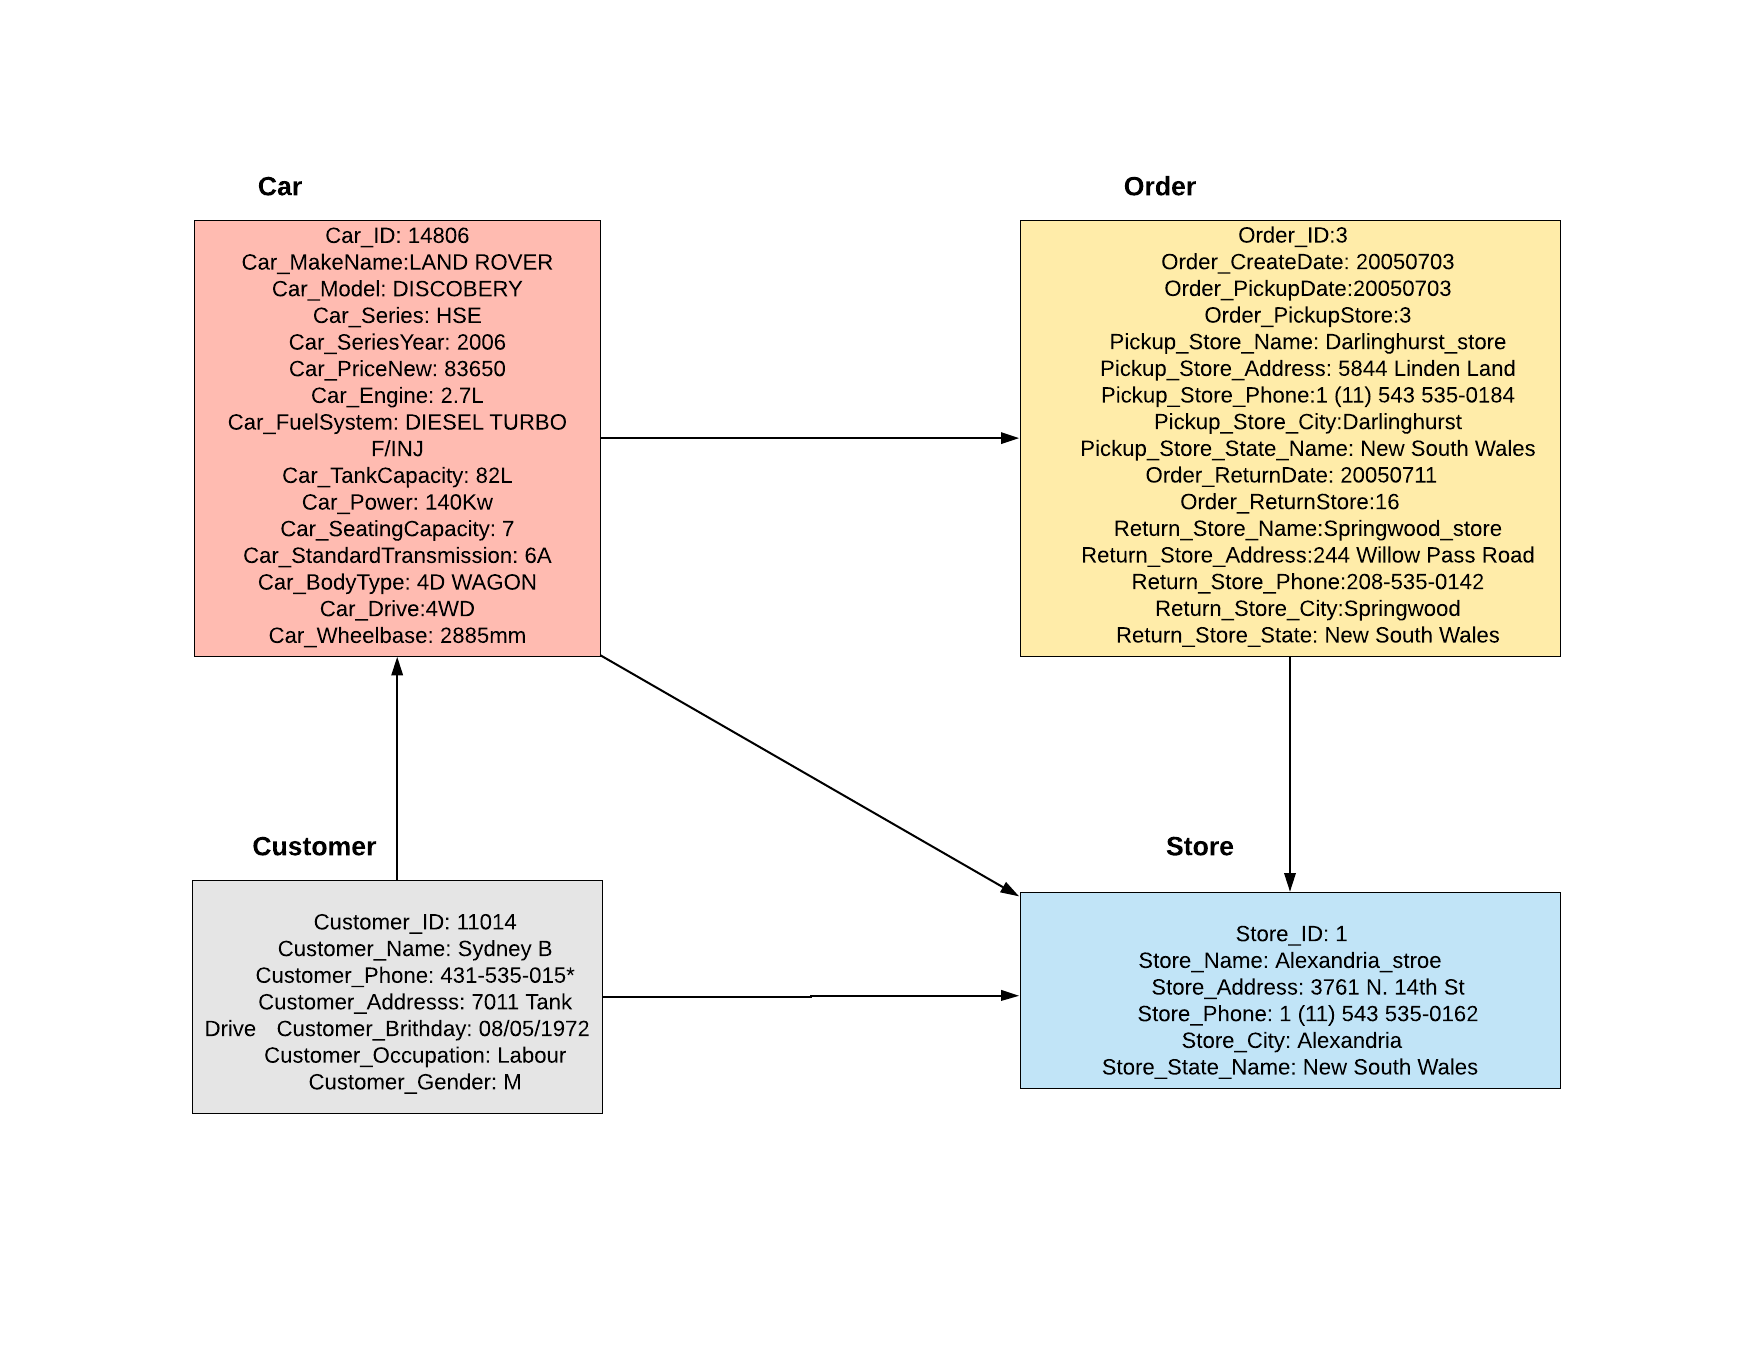 Car
Car_ID: 14806
Car_MakeName:LAND ROVER
Car_Model: DISCOBERY
Car_Series: HSE
Car_SeriesYear: 2006
Car_PriceNew: 83650
Car_Engine: 2.7L
Car_FuelSystem: DIESEL TURBO
F/INJ
Car_TankCapacity: 82L
Car_Power: 140Kw
Car_SeatingCapacity: 7
Car_StandardTransmission: 6A
Car_BodyType: 4D WAGON
Car_Drive:4WD
Car_Wheelbase: 2885mm
Order
Order_ID:3
Order_CreateDate: 20050703
Order_PickupDate:20050703
Order_PickupStore:3
Pickup_Store_Name: Darlinghurst_store
Pickup_Store_Address: 5844 Linden Land
Pickup_Store_Phone:1 (11) 543 535-0184
Pickup_Store_City:Darlinghurst
Pickup_Store_State_Name: New South Wales
Order_ReturnDate: 20050711
Order_ReturnStore:16
Return_Store_Name:Springwood_store
Return_Store_Address:244 Willow Pass Road
Return_Store_Phone:208-535-0142
Return_Store_City:Springwood
Return_Store_State: New South Wales
Customer
Customer_ID: 11014
Customer_Name: Sydney B
Customer_Phone: 431-535-015*
Customer_Addresss: 7011 Tank
Drive Customer_Brithday: 08/05/1972
Customer_Occupation: Labour
Customer_Gender: M
Store
Store_ID: 1
Store_Name: Alexandria_stroe
Store_Address: 3761 N. 14th St
Store_Phone: 1 (11) 543 535-0162
Store_City: Alexandria
Store_State_Name: New South Wales